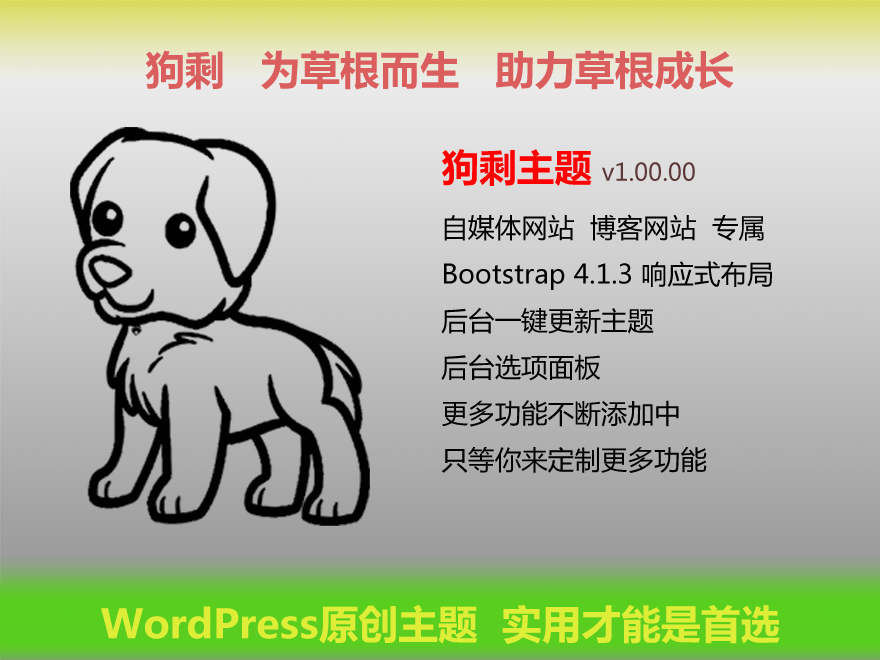 狗剩 为草根而生 助力草根成长
狗剩主题 v1.00.00
自媒体网站 博客网站 专属
Bootstrap 4.1.3 响应式布局
后台一键更新主题
后台选项面板
更多功能不断添加中
只等你来定制更多功能
WordPress原创主题 实用才能是首选